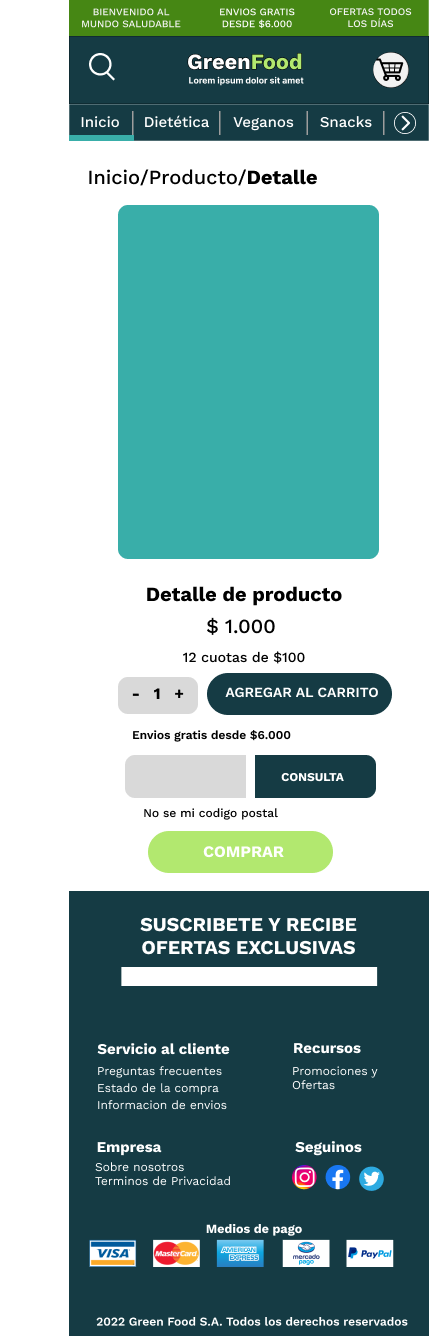 BIENVENIDO AL
MUNDO SALUDABLE
ENVIOS GRATIS
DESDE $6.000
OFERTAS TODOS
LOS DÍAS
GreenFood
Lorem ipsum dolor sit amet
Inicio
Dietética
Veganos
Snacks
Inicio/Producto/Detalle
Detalle de producto
$ 1.000
12 cuotas de $100
- 1 +
AGREGAR AL CARRITO
Envios gratis desde $6.000
CONSULTA
No se mi codigo postal
COMPRAR
SUSCRIBETE Y RECIBE
OFERTAS EXCLUSIVAS
Servicio al cliente
Preguntas frecuentes
Estado de la compra
Informacion de envios
Recursos
Promociones y
Ofertas
Empresa
Sobre nosotros
Terminos de Privacidad
Seguinos
Medios de pago
VISA
MasterCard
AMERICAN
EXPRESS
mercado
pago
PayPal
2022 Green Food S.A. Todos los derechos reservados